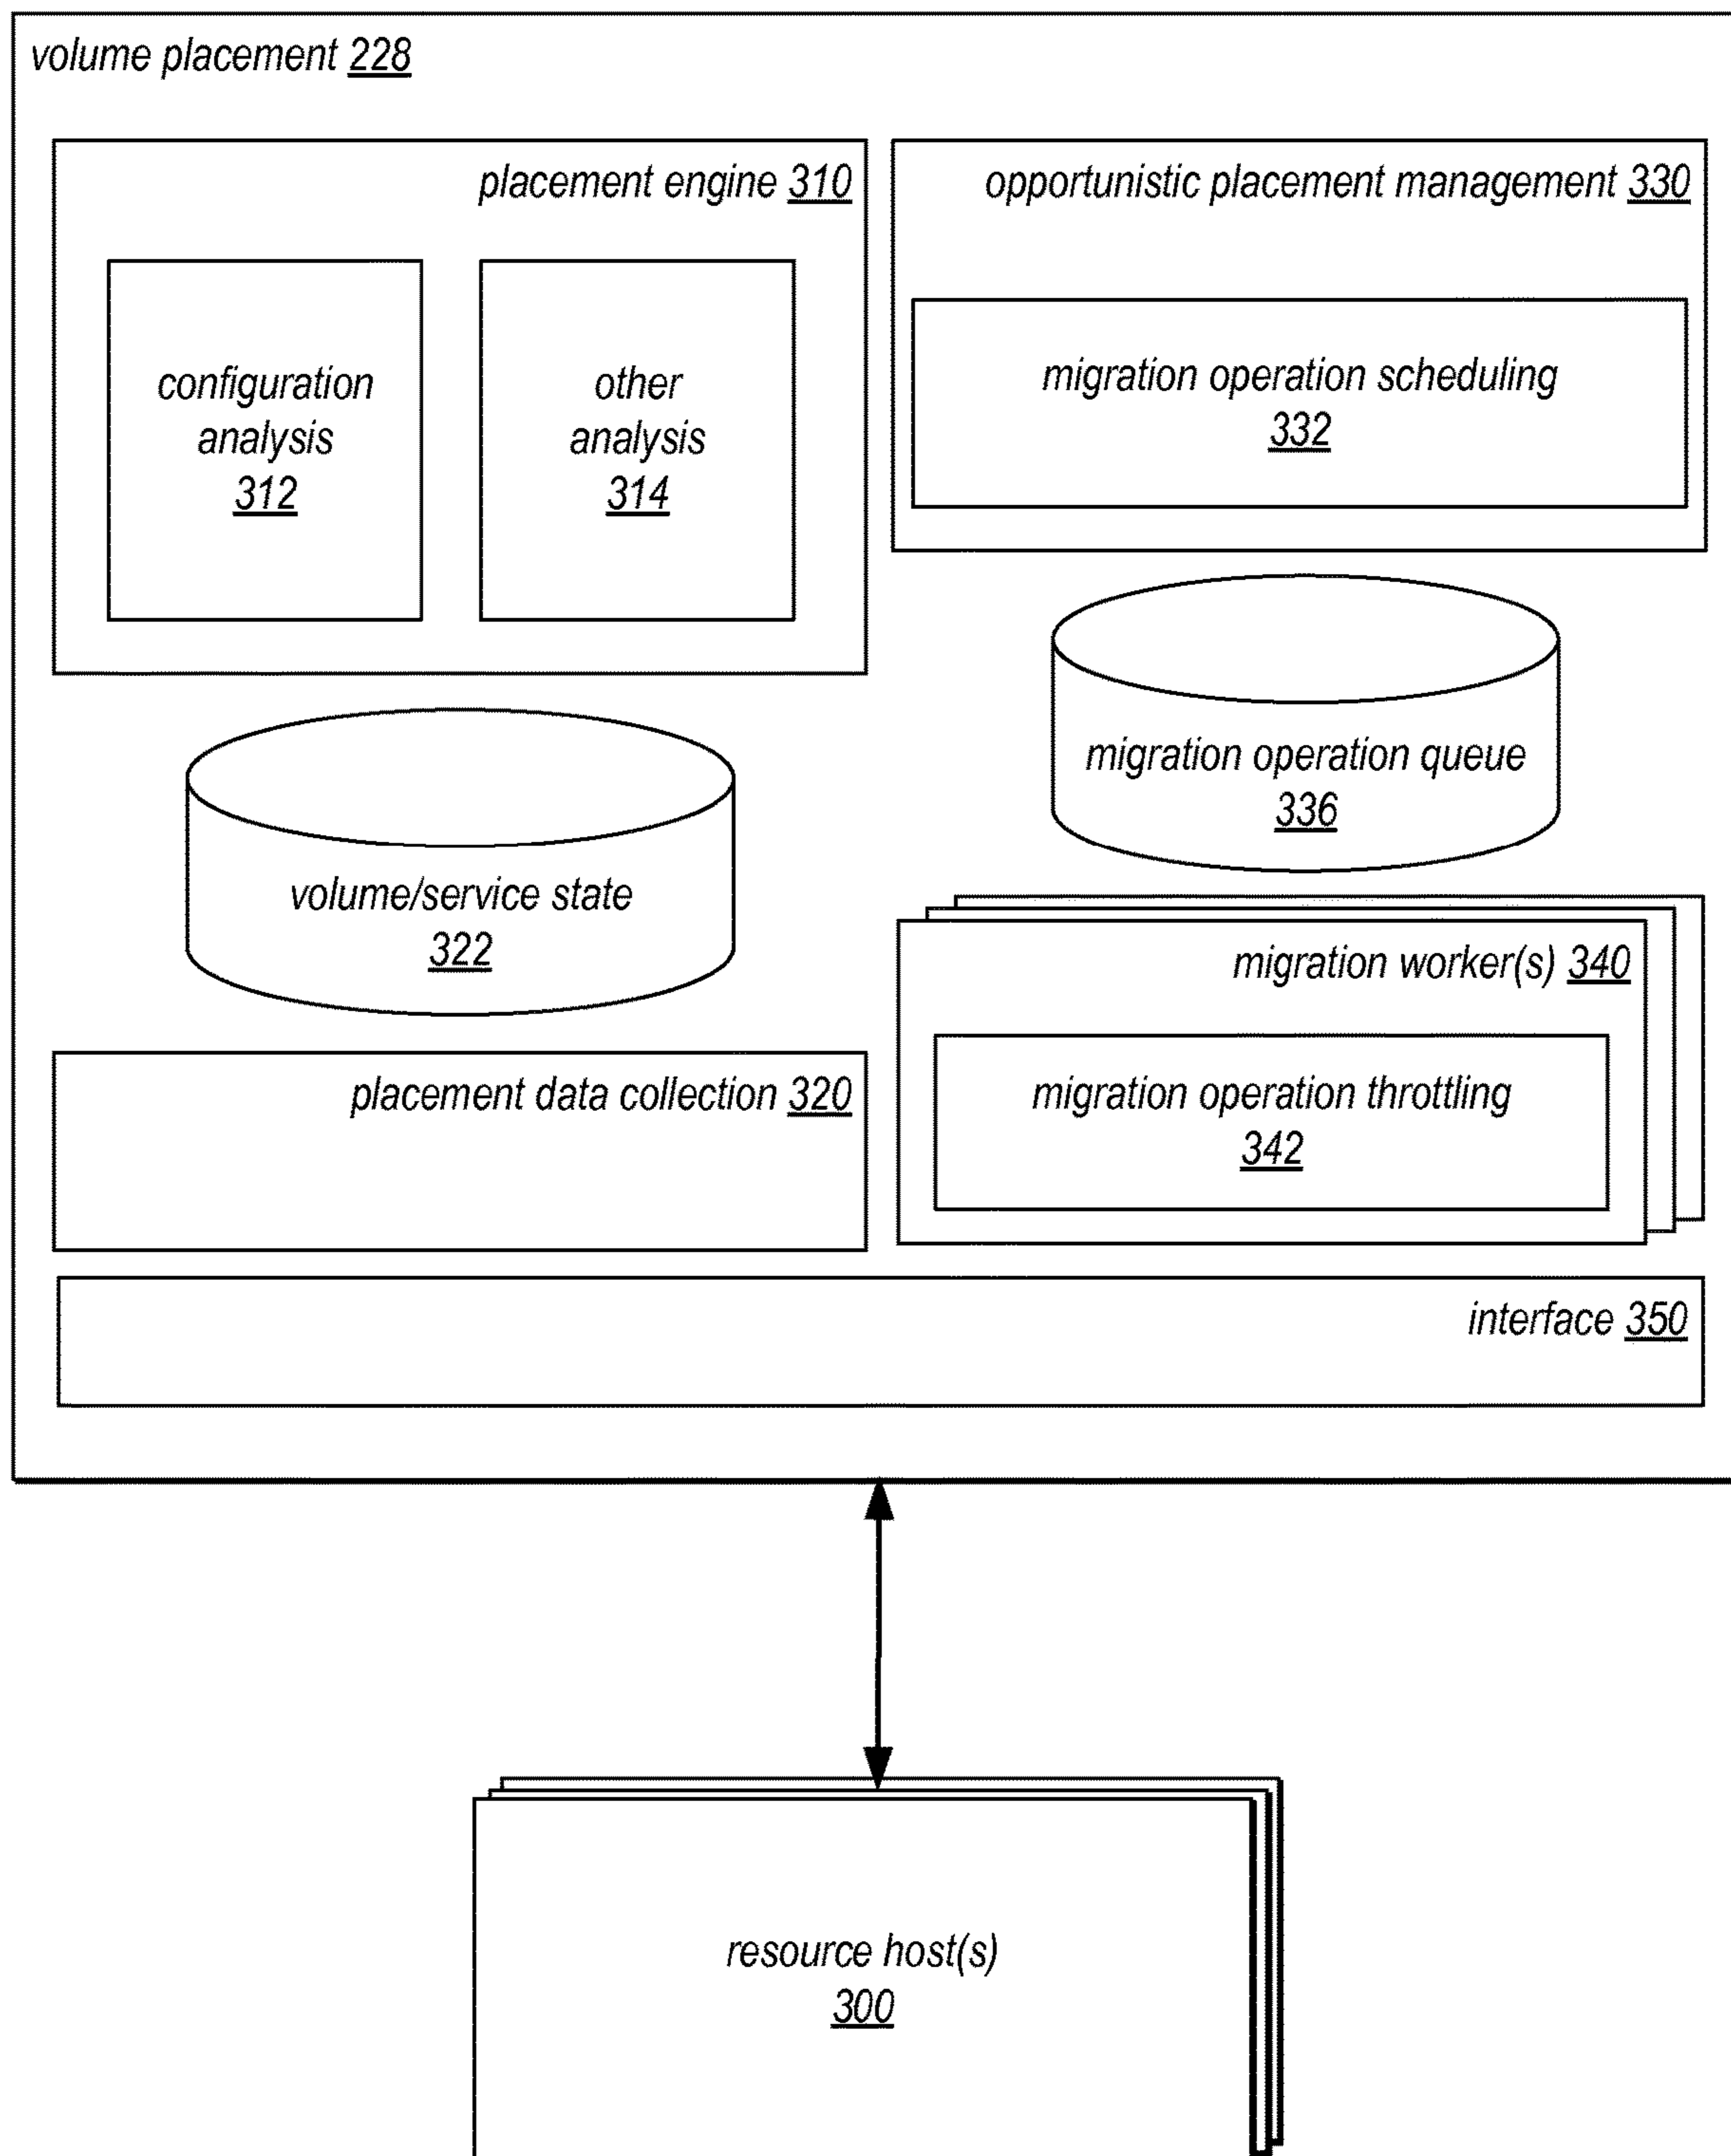 volume placement 228
placement engine 310
configuration
analysis
312
other
analysis
314
opportunistic placement management 330
migration operation scheduling
332
migration operation queue
336
volume/service state
322
migration worker(s) 340
migration operation throttling
342
placement data collection 320
interface 350
resource host(s)
300